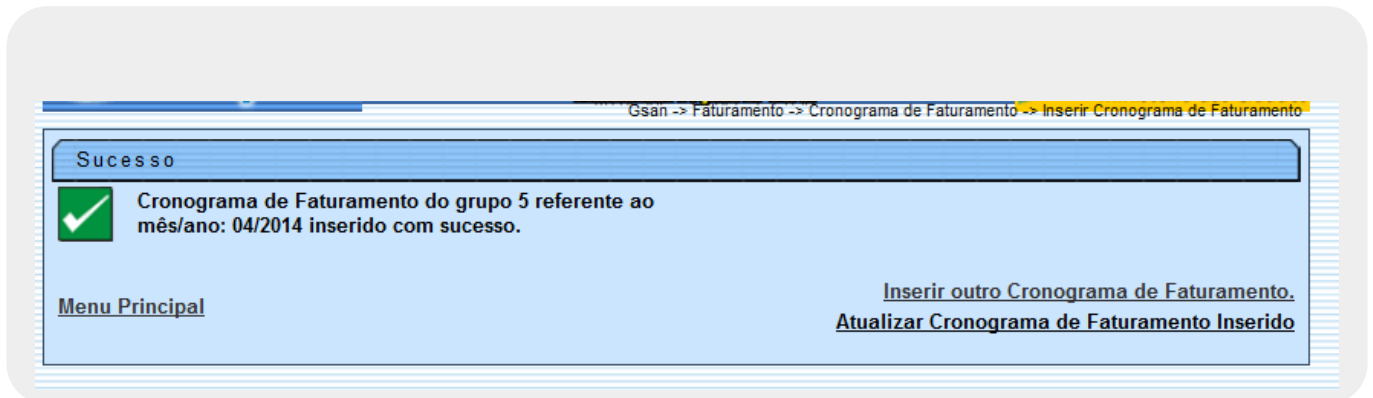 Gsan -> Faturamento -> Cronograma de Faturamento -> Inserir Cronograma de Faturamento
Sucesso
Cronograma de Faturamento do grupo 5 referente ao
mês/ano: 04/2014 inserido com sucesso.
Inserir outro Cronograma de Faturamento.
Menu Principal
Atualizar Cronograma de Faturamento Inserido